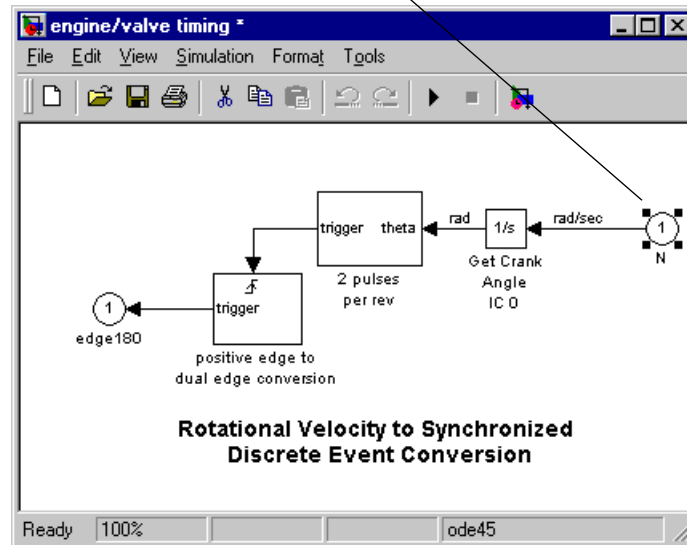 engine/valve timing *
File Edit View Simulation Format Tools
trigger theta
rad
1/s
rad/sec
1
N
2 pulses
per rev
Get Crank
Angle
IC 0
1
edge180
trigger
positive edge to
dual edge conversion
Rotational Velocity to Synchronized
Discrete Event Conversion
Ready 100% ode45